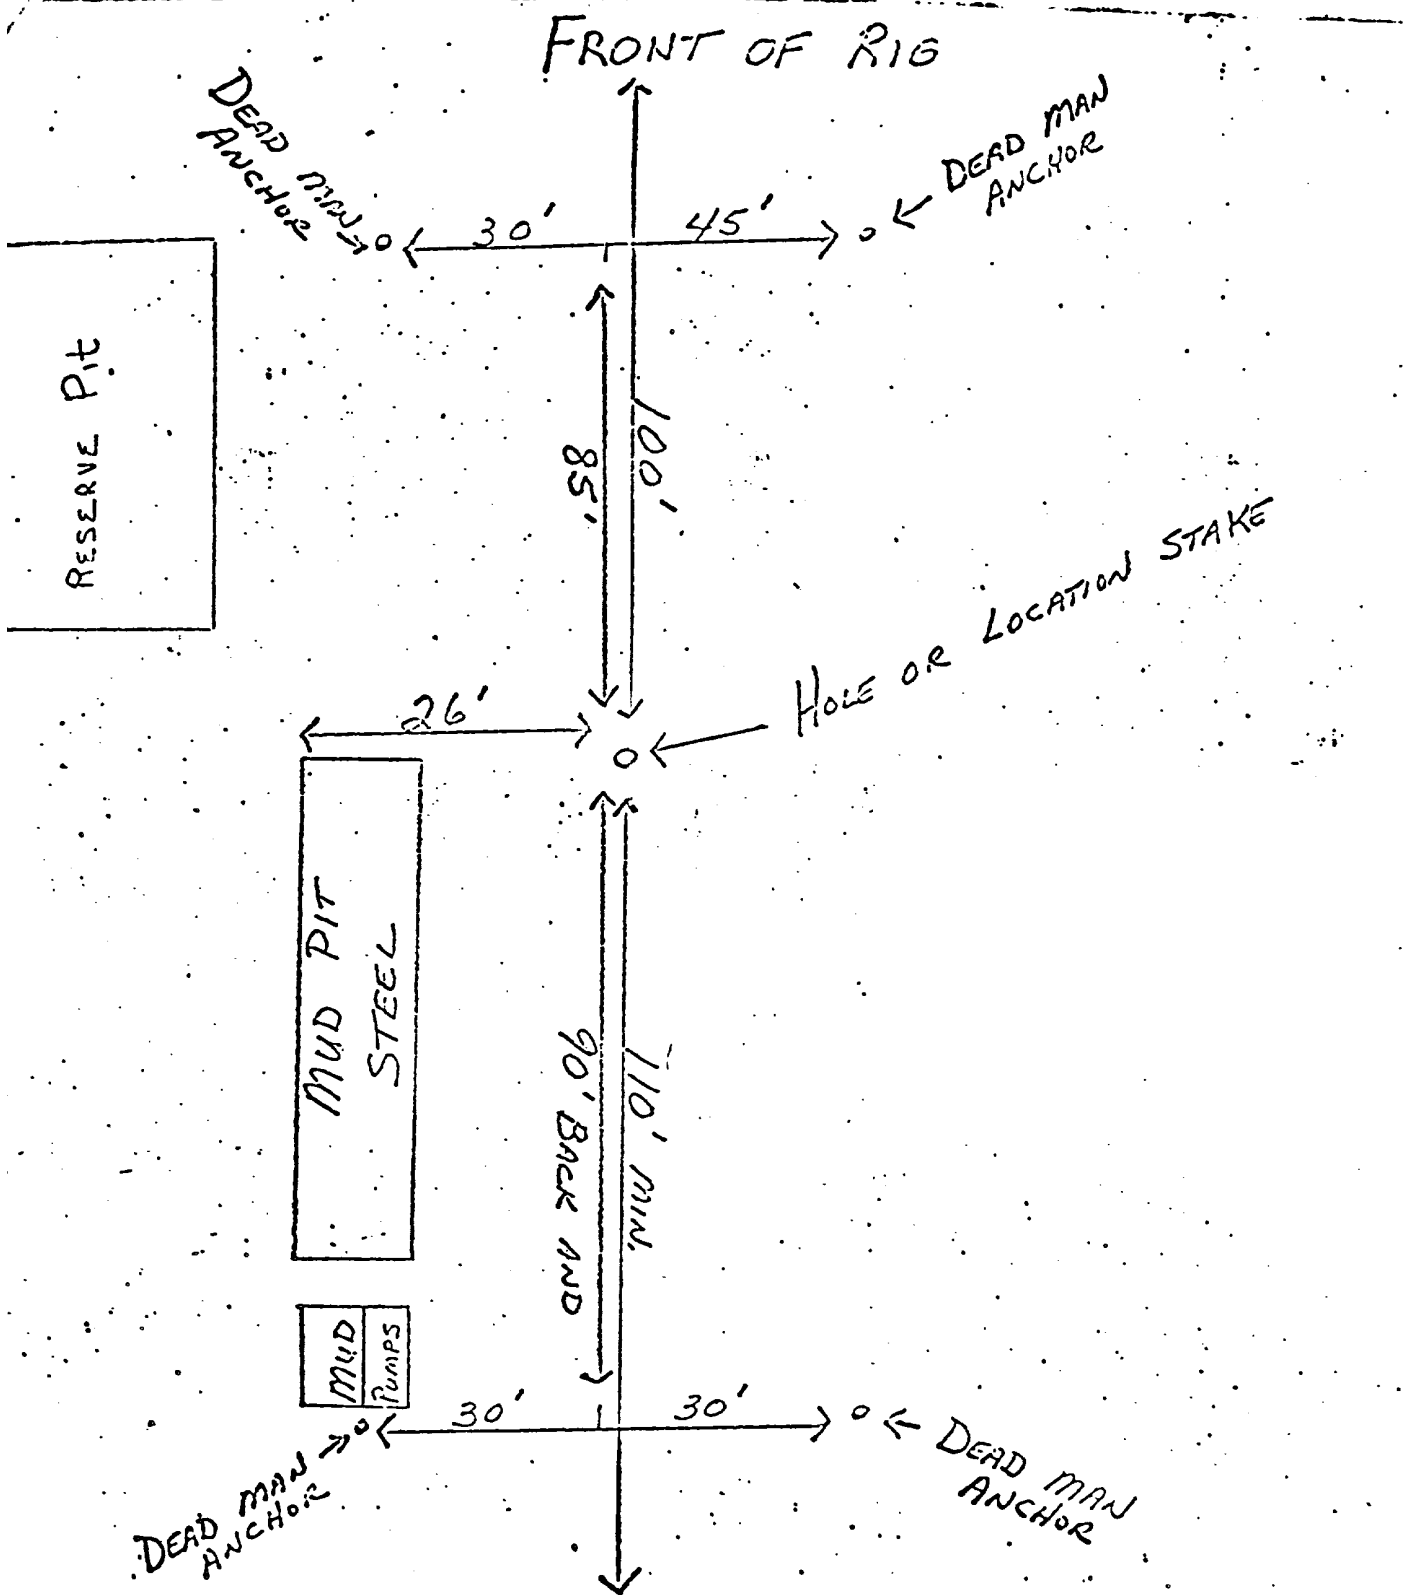 FRONT OF RIG
DEAD MAN
ANCHOR
DEAD MAN
ANCHOR
30'
45'
RESERVE Pit
85'
100'
HOLE OR LOCATION STAKE
26'
MUD PIT
STEEL
90' BACK AND
110' MIN.
MUD
PUMPS
30'
30'
DEAD MAN
ANCHOR
DEAD MAN
ANCHOR